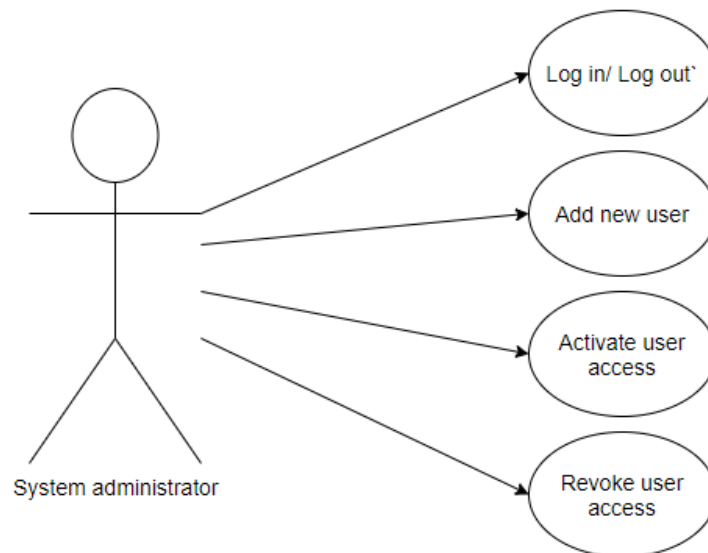 Log in/ Log out`
Add new user
Activate user
access
System administrator
Revoke user
access